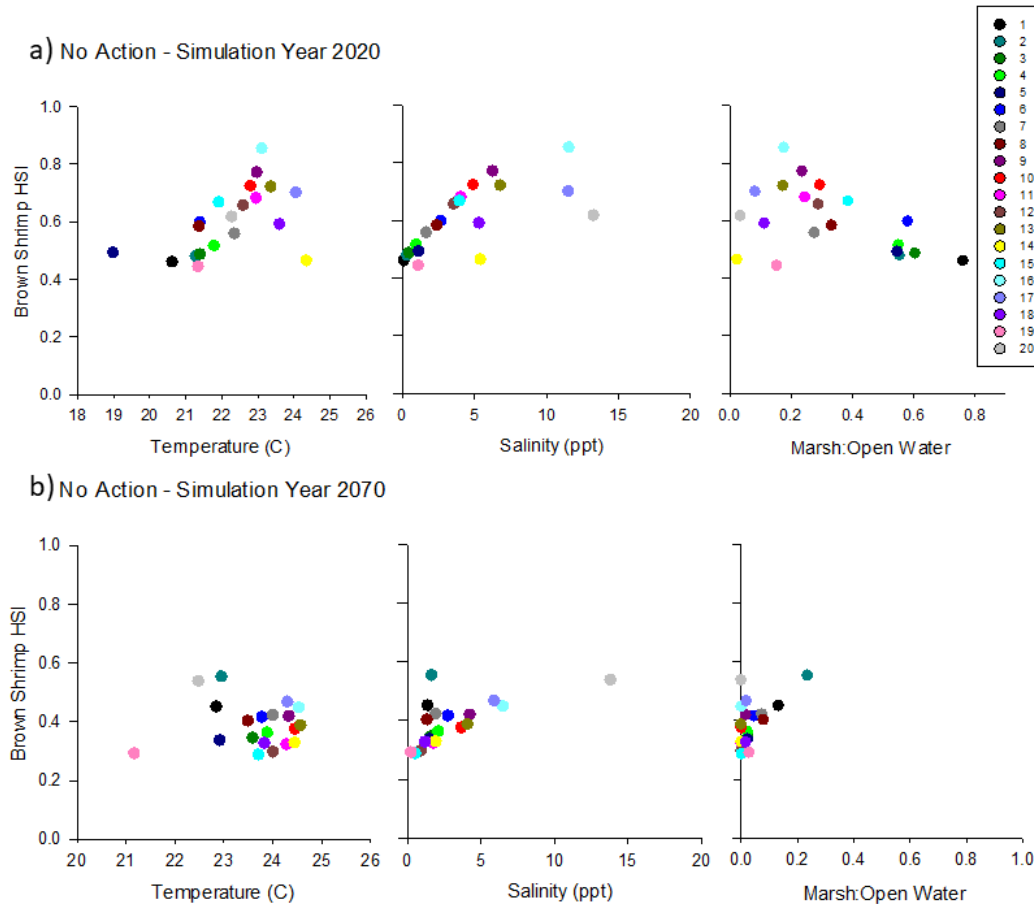 a) No Action - Simulation Year 2020
1
2
3
4
5
6
7
8
9
10
11
12
13
14
15
16
17
18
19
20
Brown Shrimp HSI
1.0
0.8
0.6
0.4
0.2
0.0
18 19 20 21 22 23 24 25 26
0 5 10 15 20
0.0 0.2 0.4 0.6 0.8
Temperature (C)
Salinity (ppt)
Marsh:Open Water
b) No Action - Simulation Year 2070
Brown Shrimp HSI
1.0
0.8
0.6
0.4
0.2
0.0
20 21 22 23 24 25 26
0 5 10 15 20
0.0 0.2 0.4 0.6 0.8 1.0
Temperature (C)
Salinity (ppt)
Marsh:Open Water